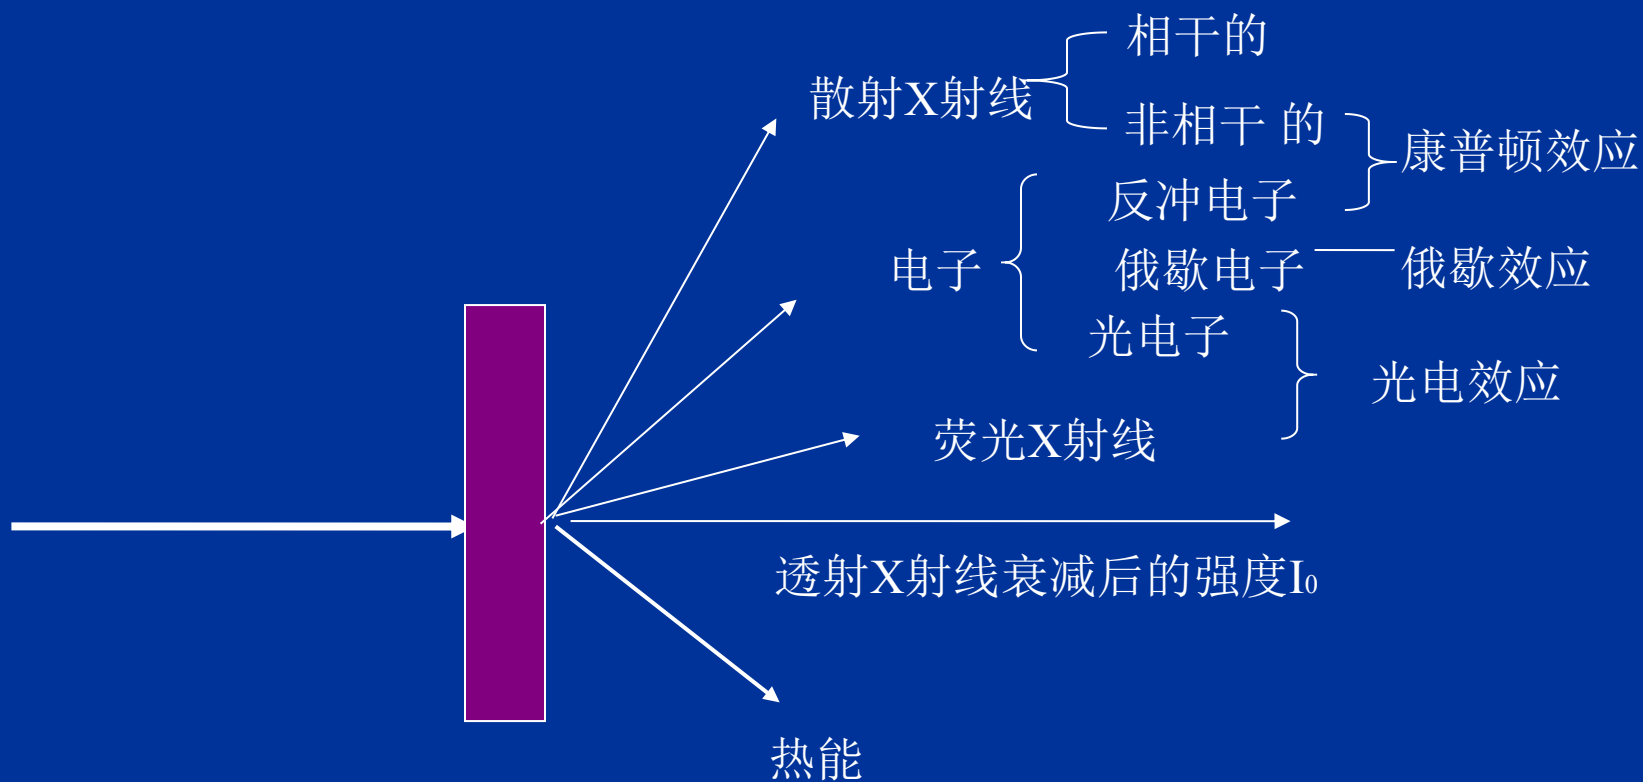 相干的
散射X射线
非相干 的
康普顿效应
反冲电子
电子
俄歇电子
俄歇效应
光电子
光电效应
荧光X射线
透射X射线衰减后的强度I₀
热能